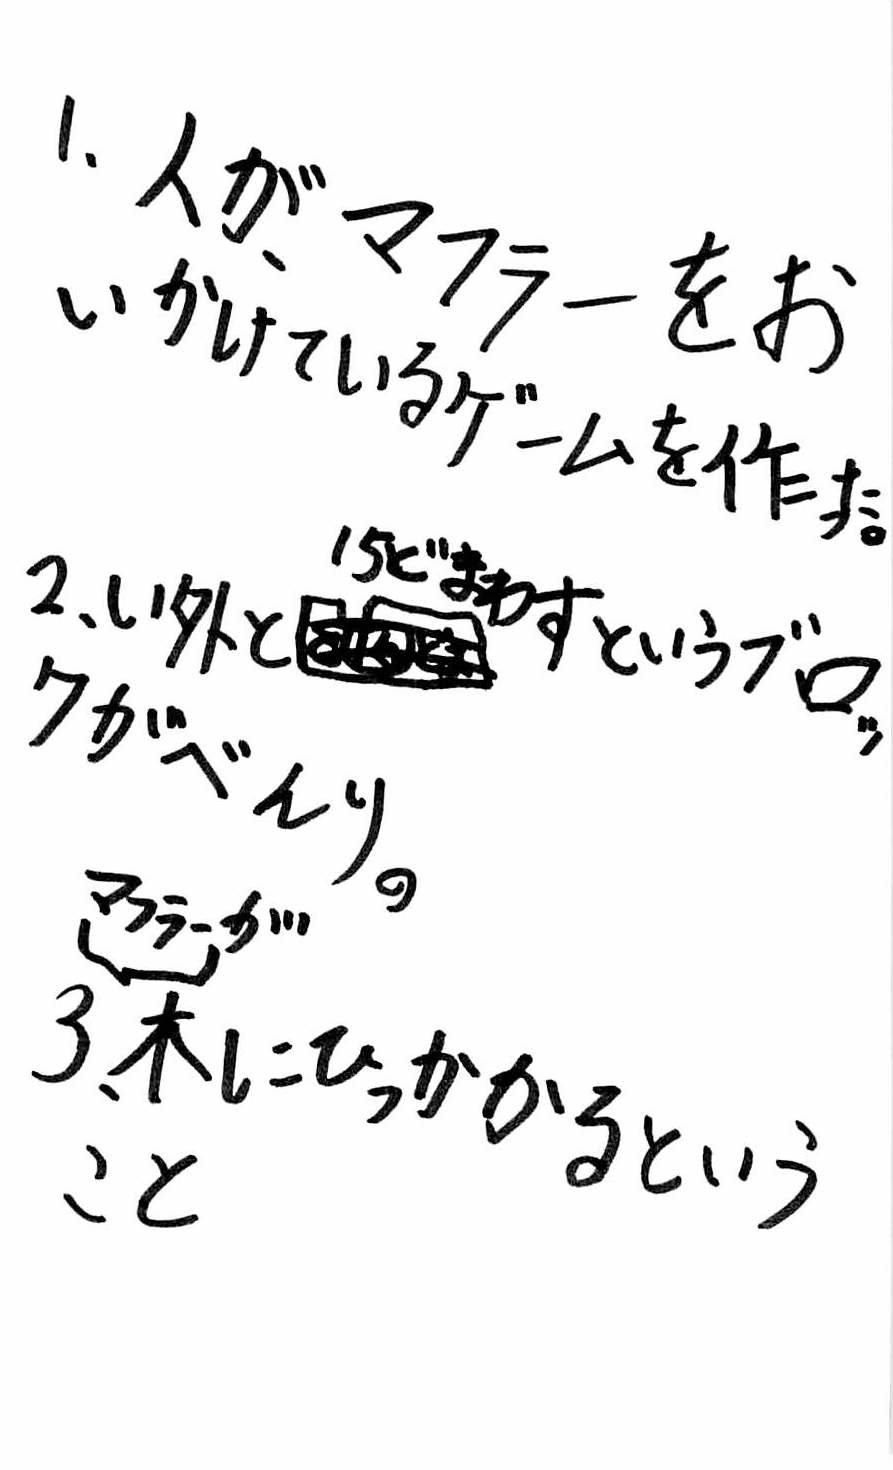 1、人が、マフラーをお
いかけているゲームを作た。
2、い外と15どまわすというブロッ
クがべんり。
マフラーが
3、木にひっかかるという
こと